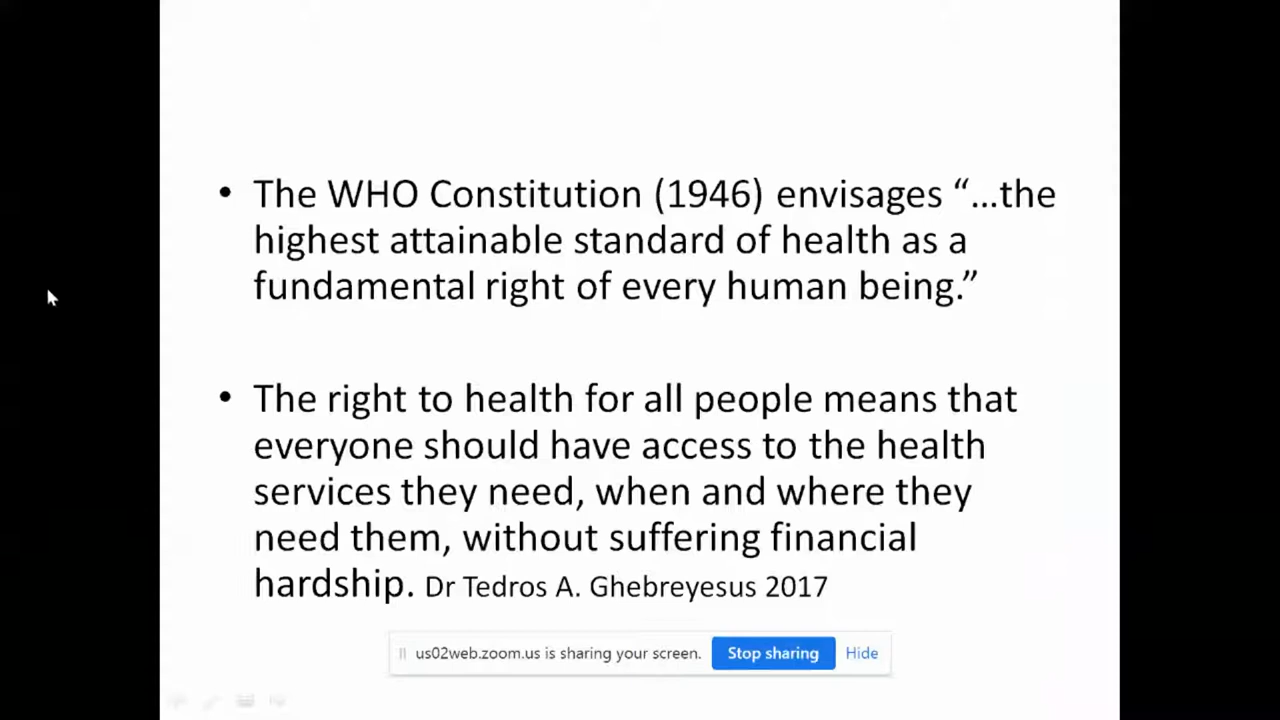 • The WHO Constitution (1946) envisages “...the
highest attainable standard of health as a
fundamental right of every human being.”
• The right to health for all people means that
everyone should have access to the health
services they need, when and where they
need them, without suffering financial
hardship. Dr Tedros A. Ghebreyesus 2017
us02web.zoom.us is sharing your screen. Stop sharing Hide